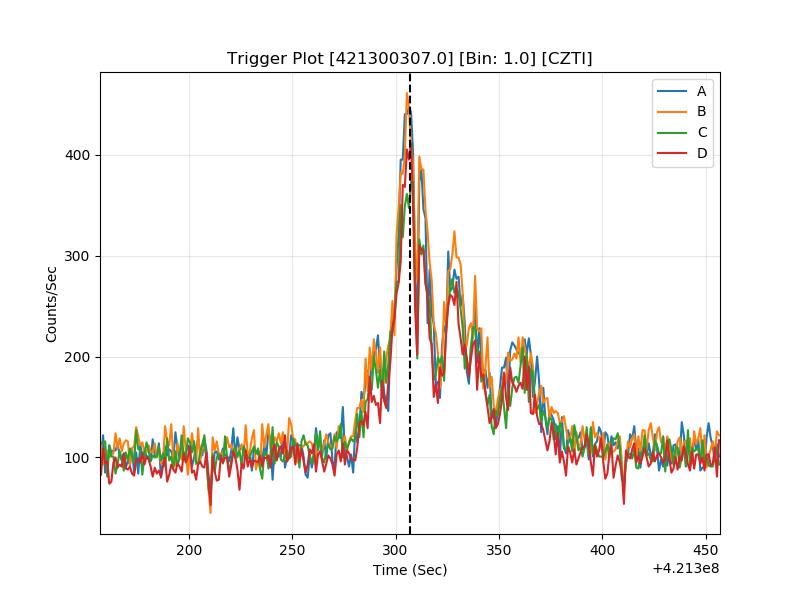 Trigger Plot [421300307.0] [Bin: 1.0] [CZTI]
A
B
C
D
400
300
200
100
Counts/Sec
200
250
300
350
400
450
Time (Sec)
+4.213e8